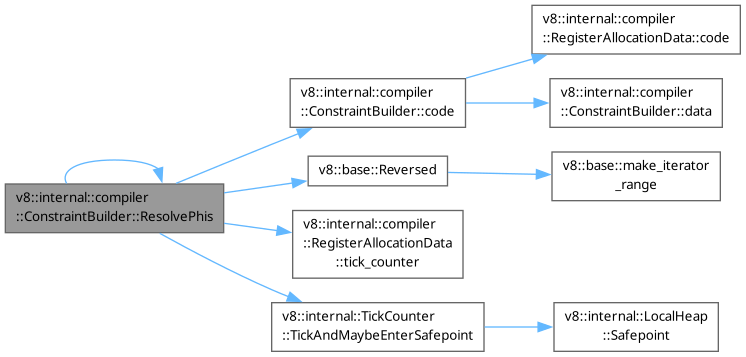 v8::internal::compiler
::RegisterAllocationData::code
v8::internal::compiler
::ConstraintBuilder::code
v8::internal::compiler
::ConstraintBuilder::data
v8::base::Reversed
v8::base::make_iterator
_range
v8::internal::compiler
::ConstraintBuilder::ResolvePhis
v8::internal::compiler
::RegisterAllocationData
::tick_counter
v8::internal::TickCounter
::TickAndMaybeEnterSafepoint
v8::internal::LocalHeap
::Safepoint